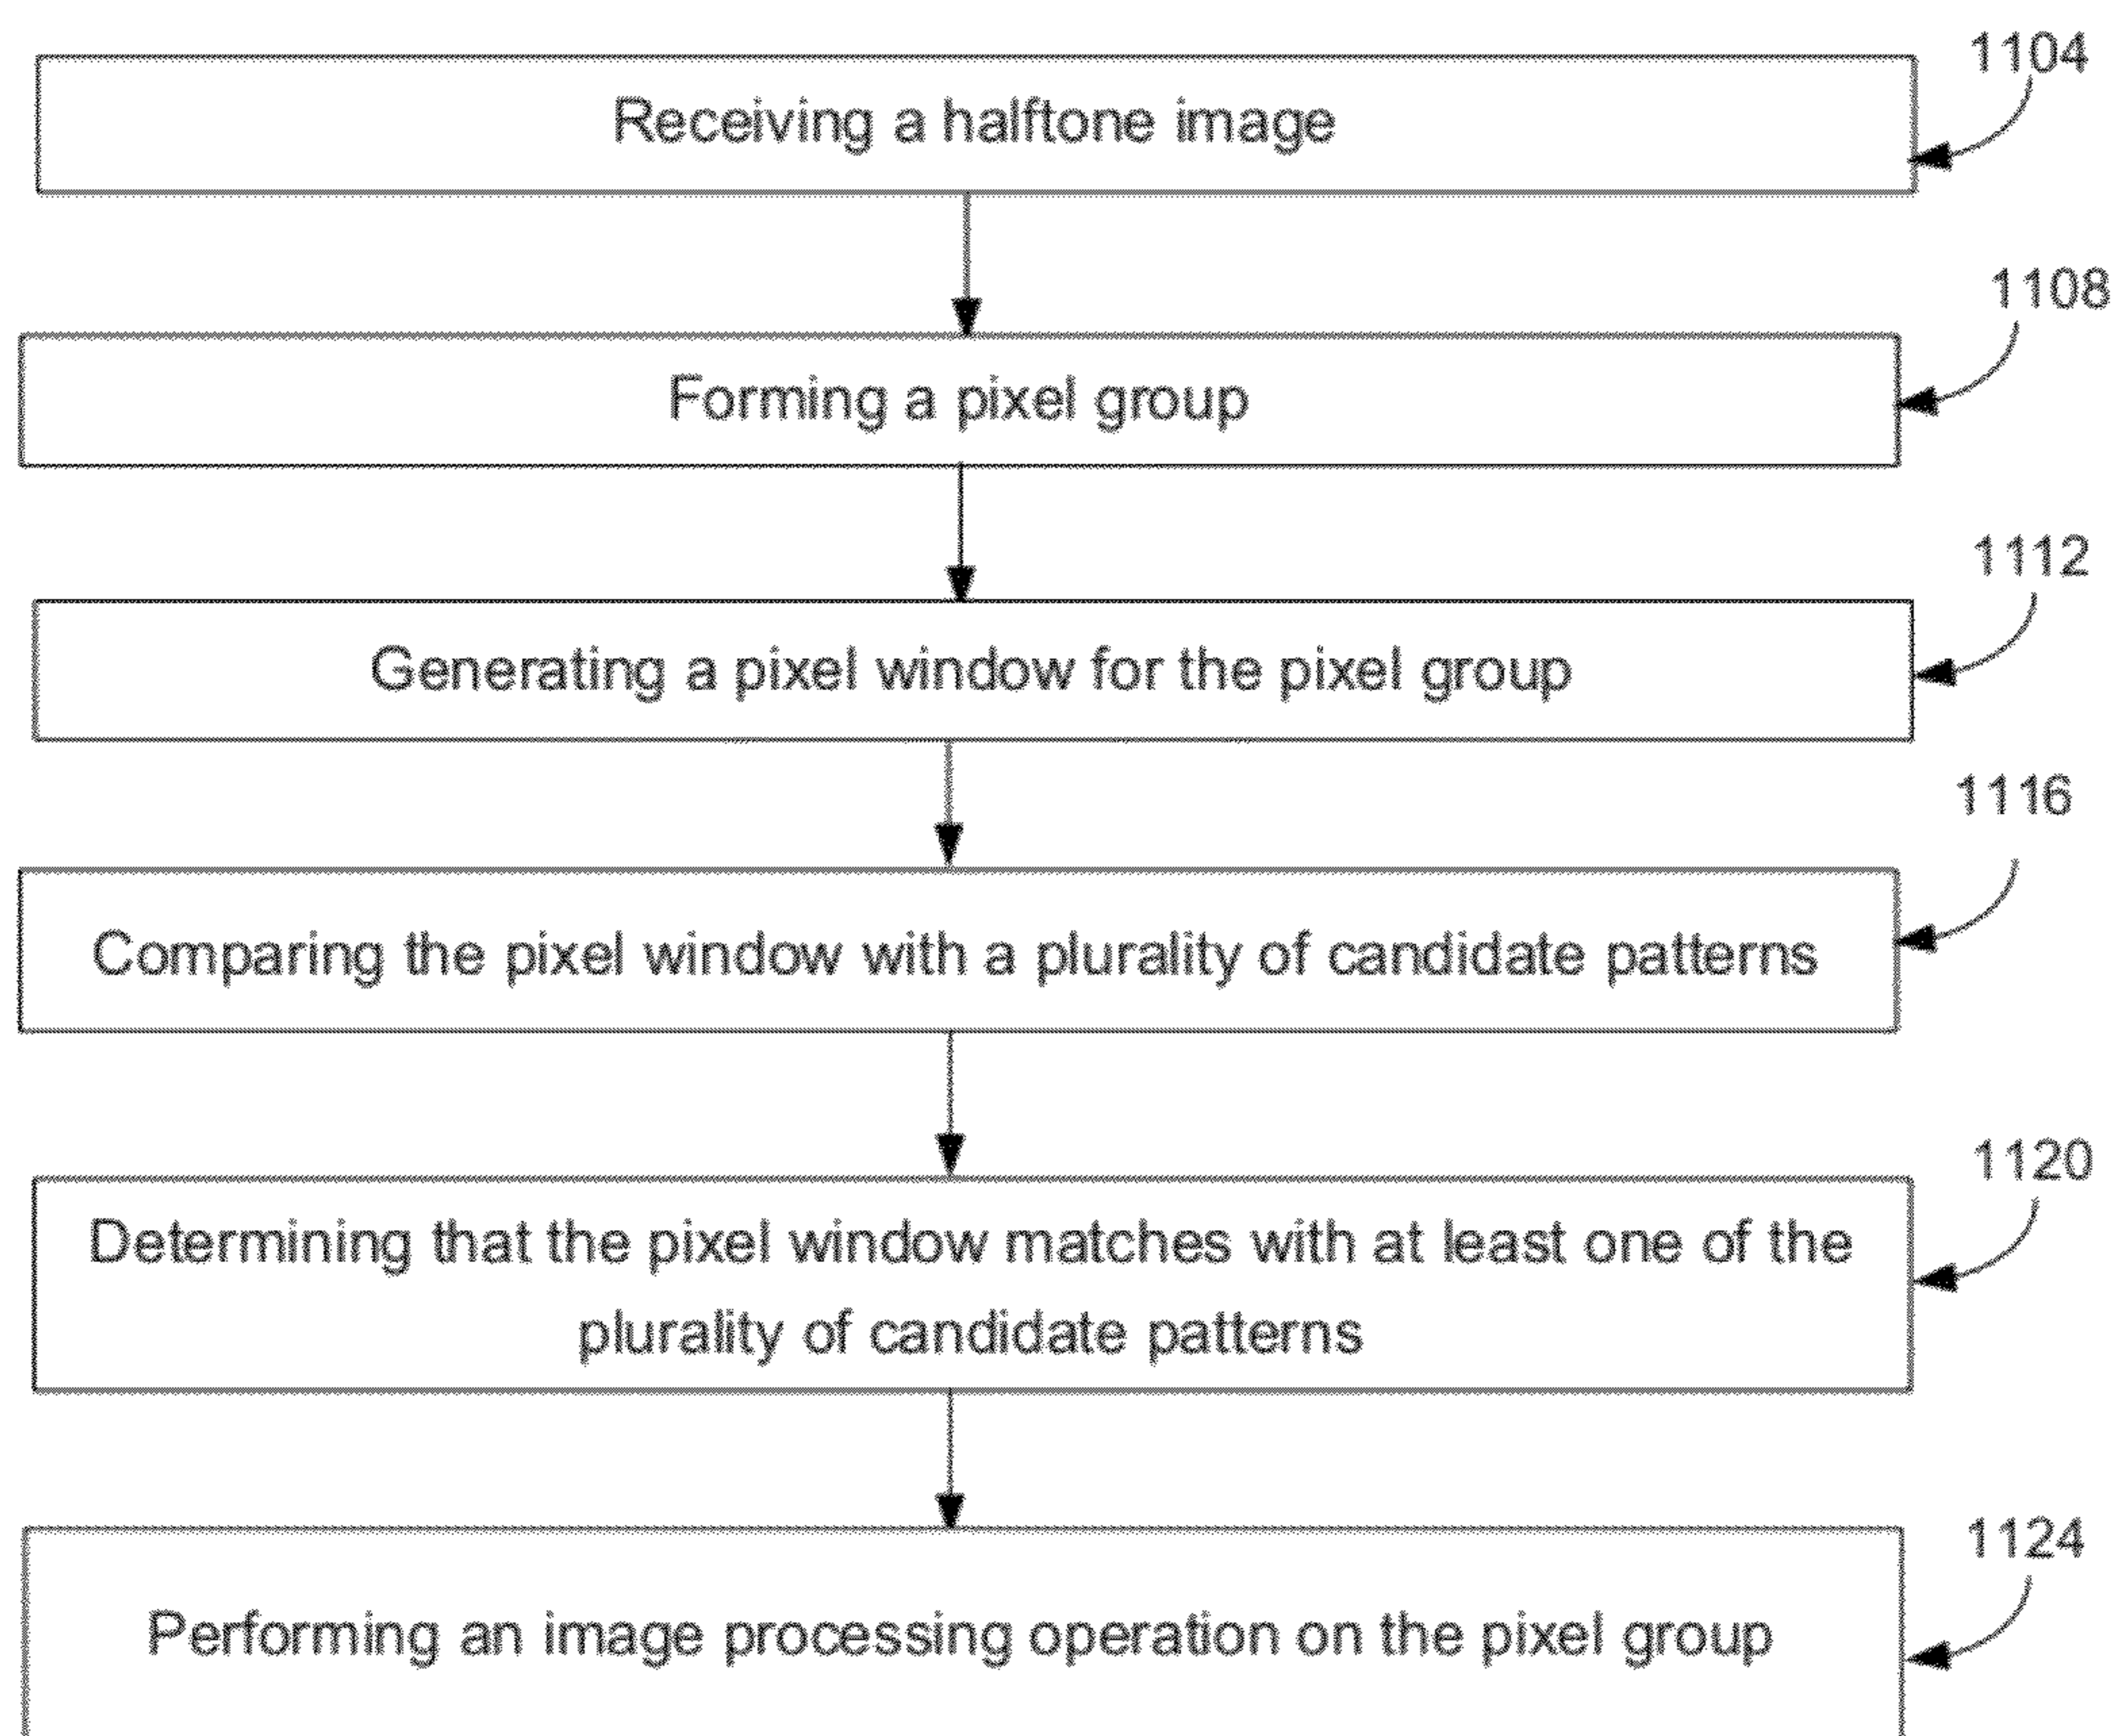 1104
Receiving a halftone image
1108
Forming a pixel group
1112
Generating a pixel window for the pixel group
1116
Comparing the pixel window with a plurality of candidate patterns
1120
Determining that the pixel window matches with at least one of the
plurality of candidate patterns
1124
Performing an image processing operation on the pixel group